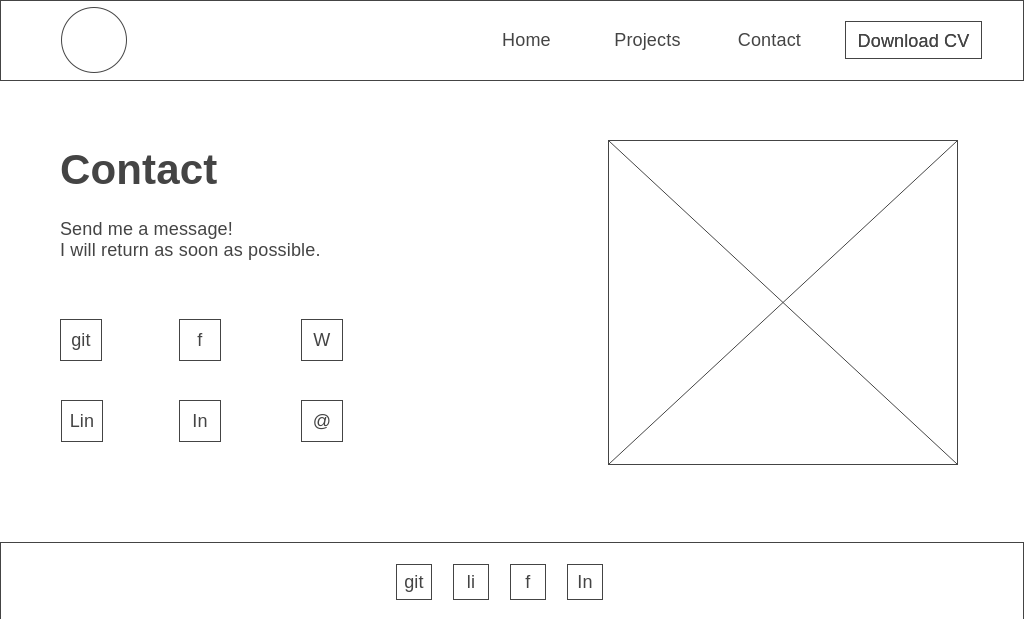 Home Projects Contact Download CV
Contact
Send me a message!
I will return as soon as possible.
git f W
Lin In @
git li f In